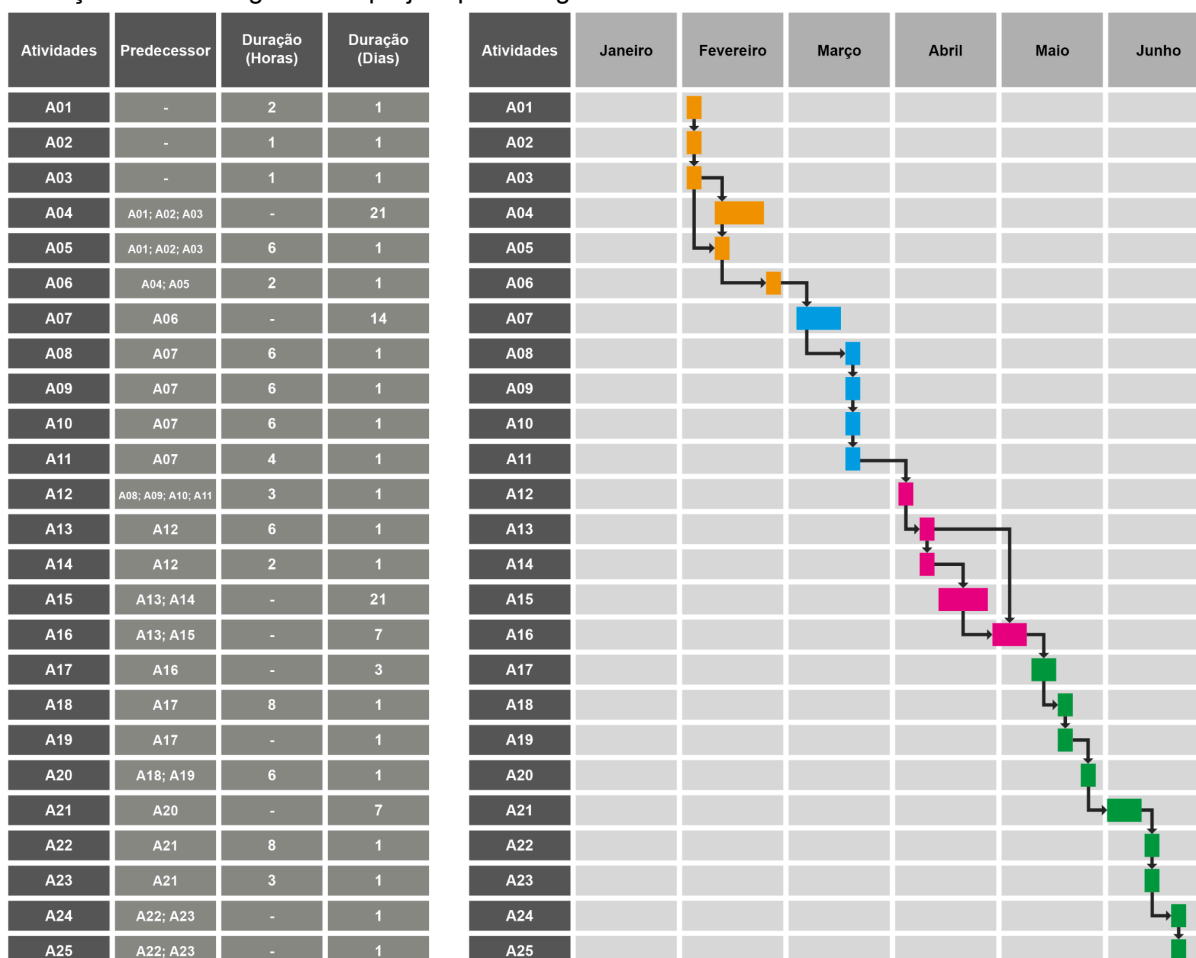 Atividades Predecessor Duração (Horas) Duração (Dias) Atividades Janeiro Fevereiro Março Abril Maio Junho
A01 - 2 1 A01
A02 - 1 1 A02
A03 - 1 1 A03
A04 A01; A02; A03 - 21 A04
A05 A01; A02; A03 6 1 A05
A06 A04; A05 2 1 A06
A07 A06 - 14 A07
A08 A07 6 1 A08
A09 A07 6 1 A09
A10 A07 6 1 A10
A11 A07 4 1 A11
A12 A08; A09; A10; A11 3 1 A12
A13 A12 6 1 A13
A14 A12 2 1 A14
A15 A13; A14 - 21 A15
A16 A13; A15 - 7 A16
A17 A16 - 3 A17
A18 A17 8 1 A18
A19 A17 - 1 A19
A20 A18; A19 6 1 A20
A21 A20 - 7 A21
A22 A21 8 1 A22
A23 A21 3 1 A23
A24 A22; A23 - 1 A24
A25 A22; A23 - 1 A25